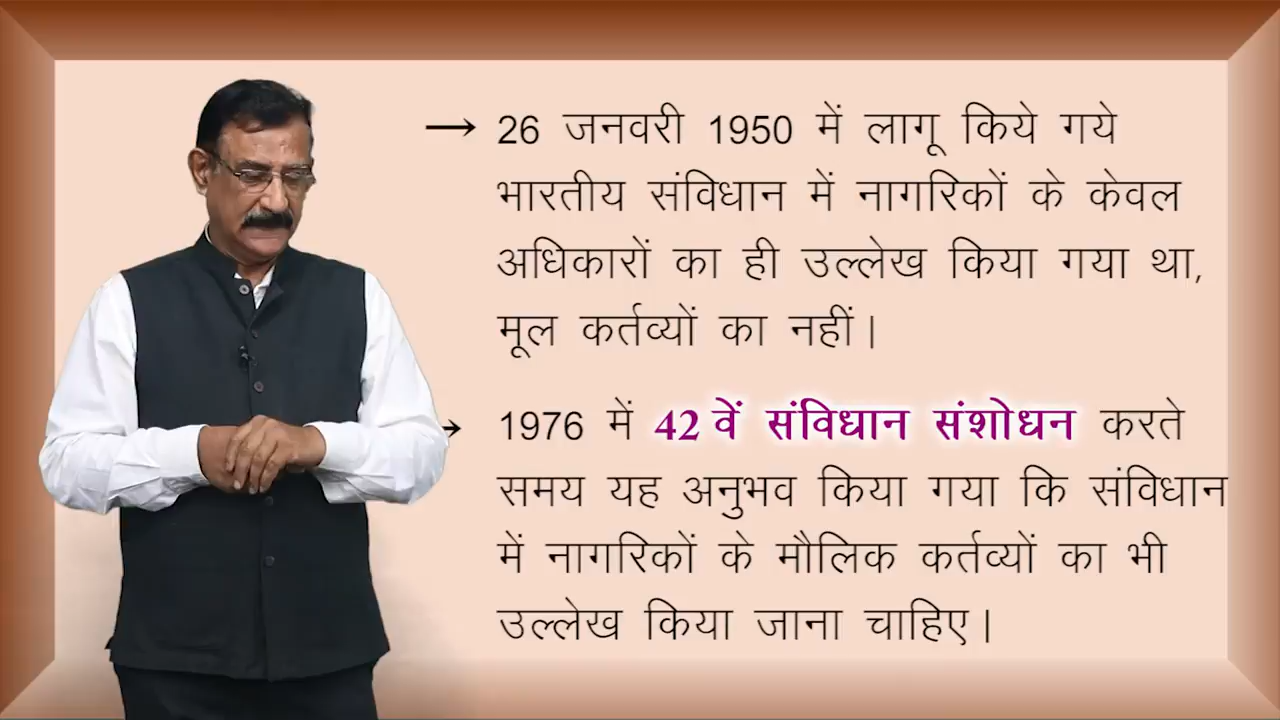 → 26 जनवरी 1950 में लागू किये गये
भारतीय संविधान में नागरिकों के केवल
अधिकारों का ही उल्लेख किया गया था,
मूल कर्तव्यों का नहीं।
→ 1976 में 42 वें संविधान संशोधन करते
समय यह अनुभव किया गया कि संविधान
में नागरिकों के मौलिक कर्तव्यों का भी
उल्लेख किया जाना चाहिए।